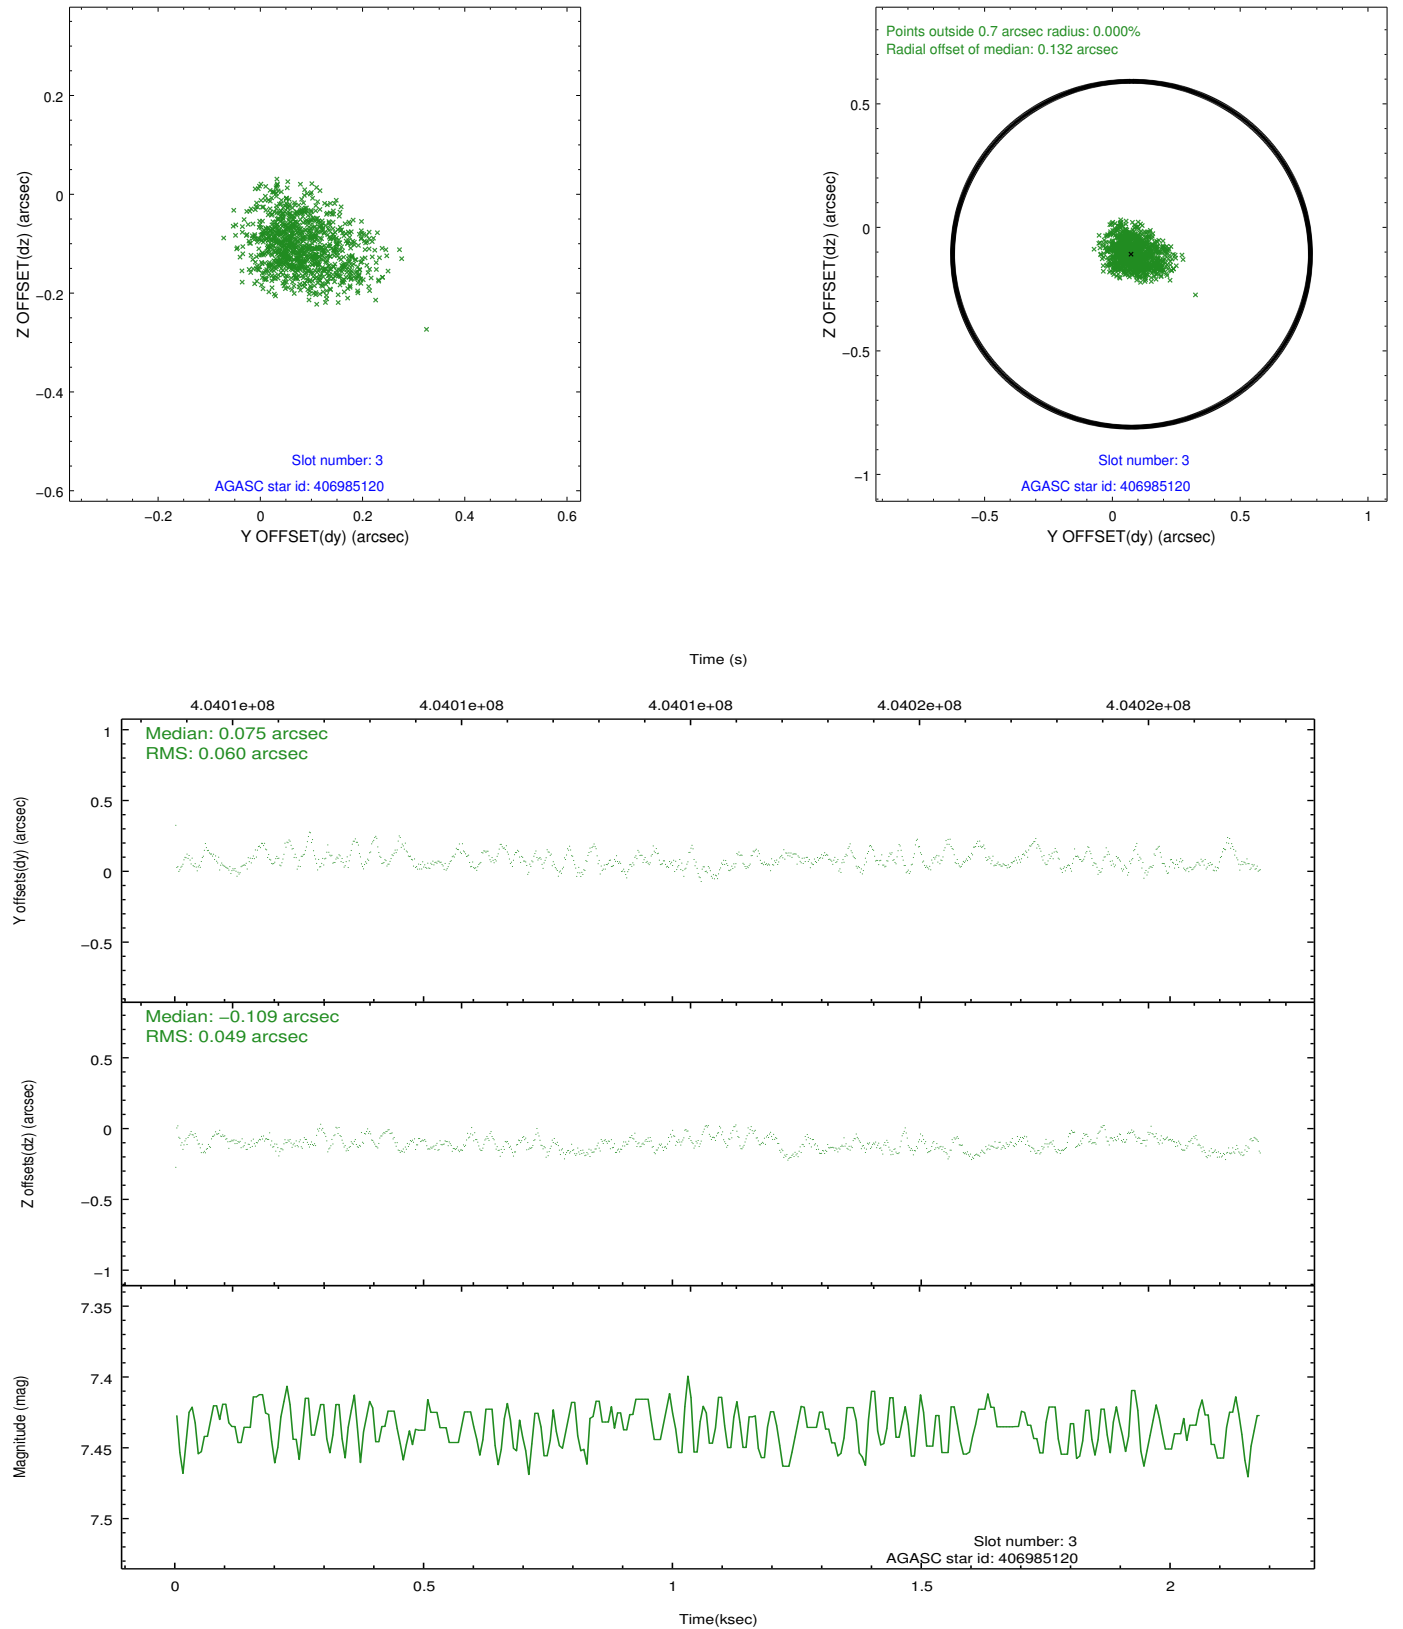 0.2
0
−0.2
−0.4
−0.6
Z OFFSET(dz) (arcsec)
Slot number: 3
AGASC star id: 406985120
−0.2 0 0.2 0.4 0.6
Y OFFSET(dy) (arcsec)
Points outside 0.7 arcsec radius: 0.000%
Radial offset of median: 0.132 arcsec
0.5
0
−0.5
−1
Z OFFSET(dz) (arcsec)
Slot number: 3
AGASC star id: 406985120
−0.5 0 0.5 1
Y OFFSET(dy) (arcsec)
Time (s)
4.0401e+08 4.0401e+08 4.0401e+08 4.0402e+08 4.0402e+08
Median: 0.075 arcsec
RMS: 0.060 arcsec
1
0.5
0
−0.5
Y offsets(dy) (arcsec)
Median: −0.109 arcsec
RMS: 0.049 arcsec
0.5
0
−0.5
−1
Z offsets(dz) (arcsec)
7.35
7.4
7.45
7.5
Magnitude (mag)
Slot number: 3
AGASC star id: 406985120
0 0.5 1 1.5 2
Time(ksec)